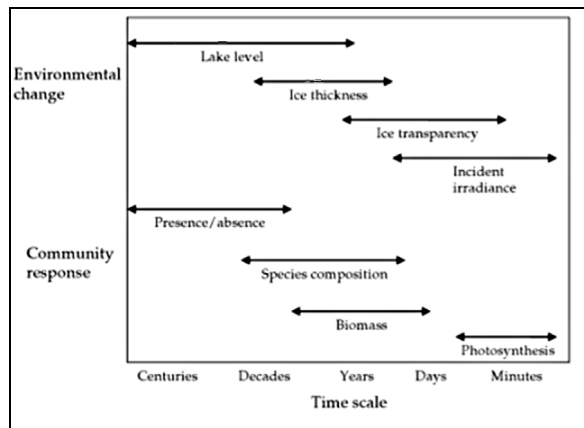 Environmental
change
Lake level
Ice thickness
Ice transparency
Incident
irradiance
Community
response
Presence/absence
Species composition
Biomass
Photosynthesis
Centuries Decades Years Days Minutes
Time scale